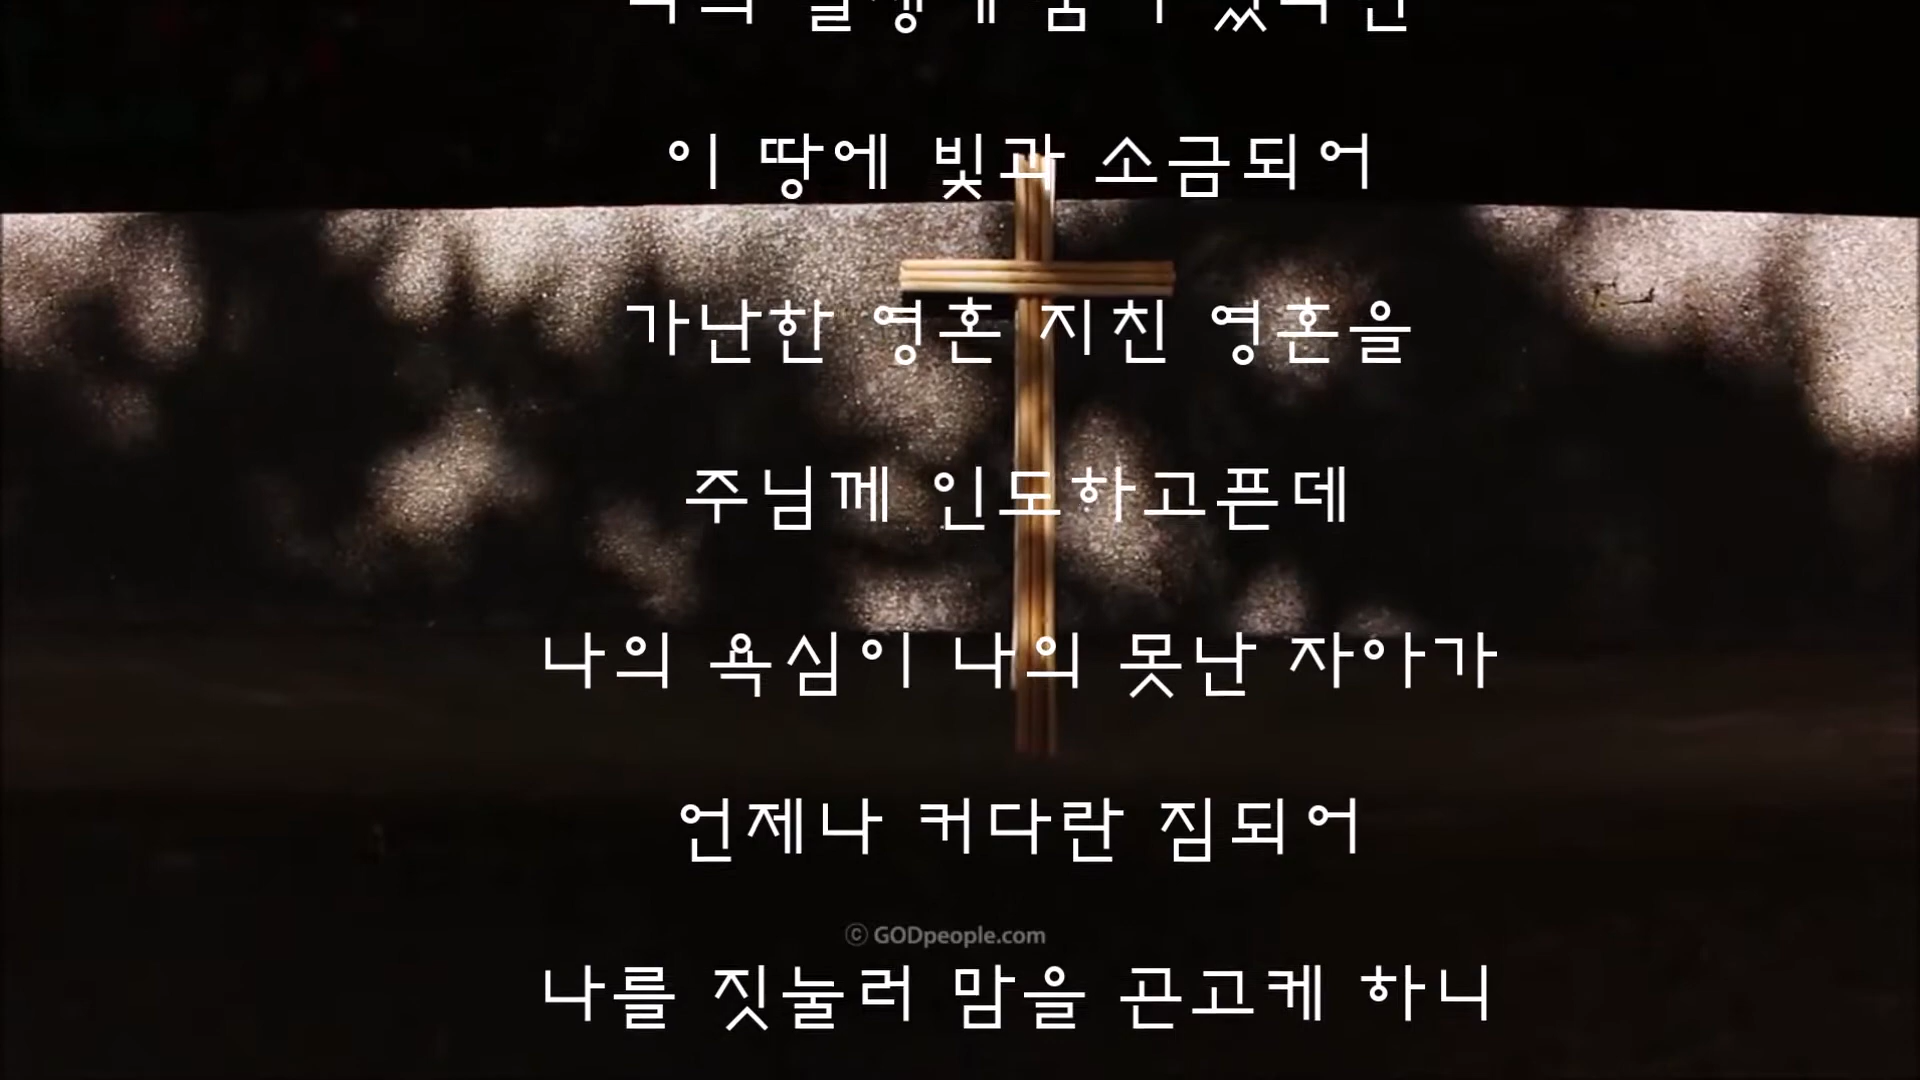 이 땅에 빛과 소금되어
가난한 영혼 지친 영혼을
주님께 인도하고픈데
나의 욕심이 나의 못난 자아가
언제나 커다란 짐되어
ⓒ GODpeople.com
나를 짓눌러 맘을 곤고케 하니